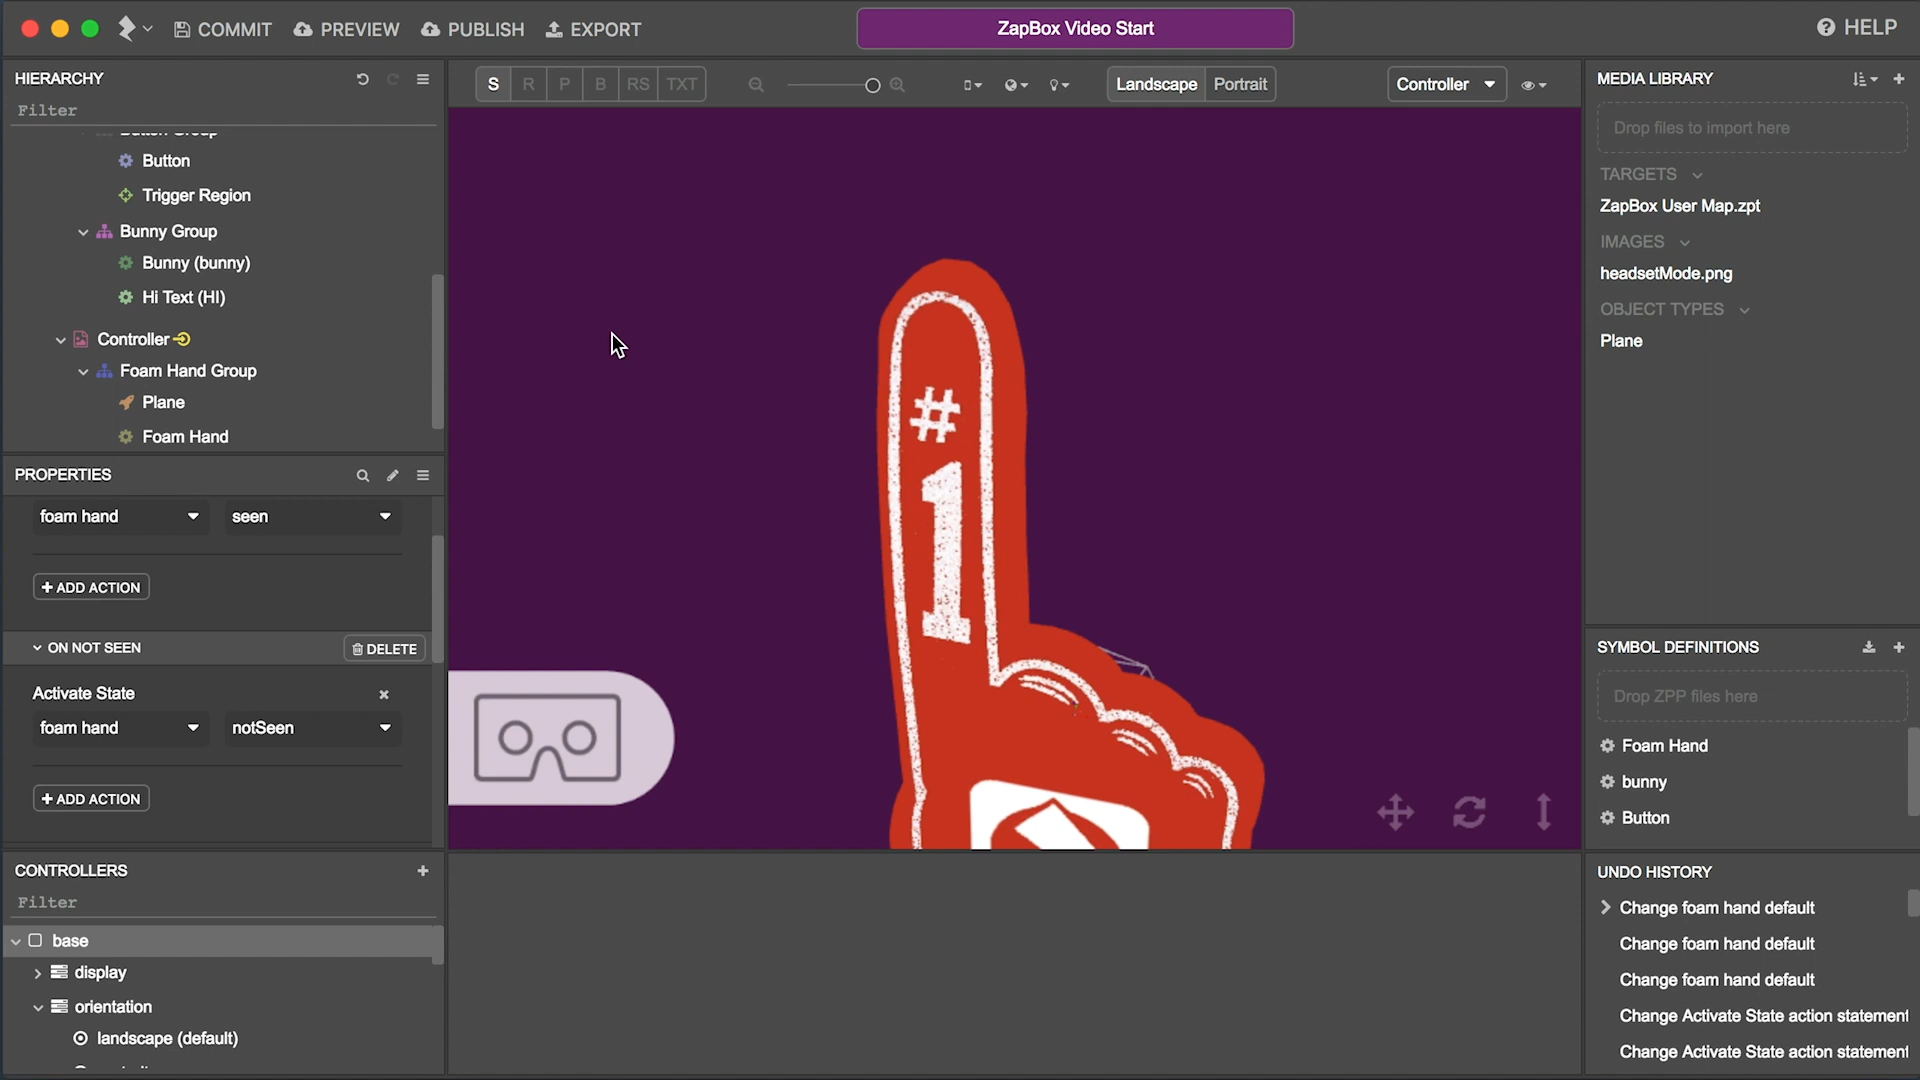 COMMIT PREVIEW PUBLISH EXPORT
ZapBox Video Start
HELP
HIERARCHY
Filter
Button Group
Button
Trigger Region
Bunny Group
Bunny (bunny)
Hi Text (HI)
Controller
Foam Hand Group
Plane
Foam Hand
PROPERTIES
foam hand seen
+ ADD ACTION
ON NOT SEEN DELETE
Activate State
foam hand notSeen
+ ADD ACTION
CONTROLLERS
Filter
base
display
orientation
landscape (default)
S R P B RS TXT
Landscape Portrait
Controller
#
1
MEDIA LIBRARY
Drop files to import here
TARGETS
ZapBox User Map.zpt
IMAGES
headsetMode.png
OBJECT TYPES
Plane
SYMBOL DEFINITIONS
Drop ZPP files here
Foam Hand
bunny
Button
UNDO HISTORY
Change foam hand default
Change foam hand default
Change foam hand default
Change Activate State action statement
Change Activate State action statement